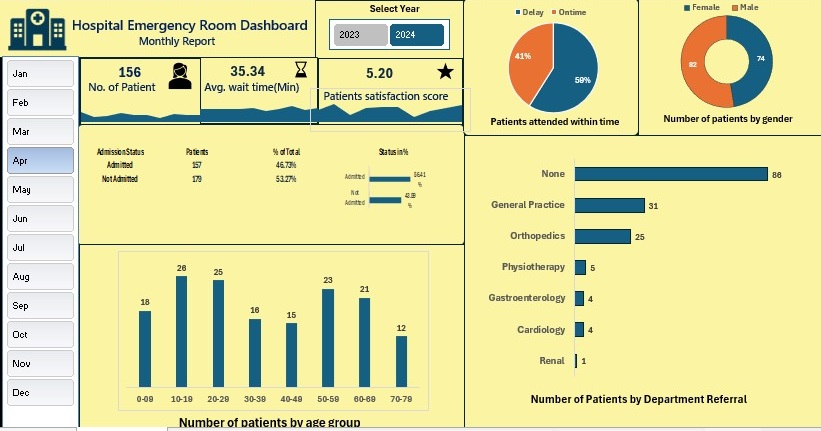 Hospital Emergency Room Dashboard
Monthly Report
Select Year
2023
2024
Jan
Feb
Mar
Apr
May
Jun
Jul
Aug
Sep
Oct
Nov
Dec
156
No. of Patient
35.34
Avg. wait time(Min)
5.20
Patients satisfaction score
Delay
Ontime
41%
59%
Patients attended within time
Female
Male
82
74
Number of patients by gender
Admission Status Patients % of Total
Admitted 157 46.73%
Not Admitted 179 53.27%
Status in %
Admitted
56.41
%
Not
Admitted
43.59
%
18
26
25
16
15
23
21
12
0-09 10-19 20-29 30-39 40-49 50-59 60-69 70-79
Number of patients by age group
None 86
General Practice 31
Orthopedics 25
Physiotherapy 5
Gastroenterology 4
Cardiology 4
Renal 1
Number of Patients by Department Referral